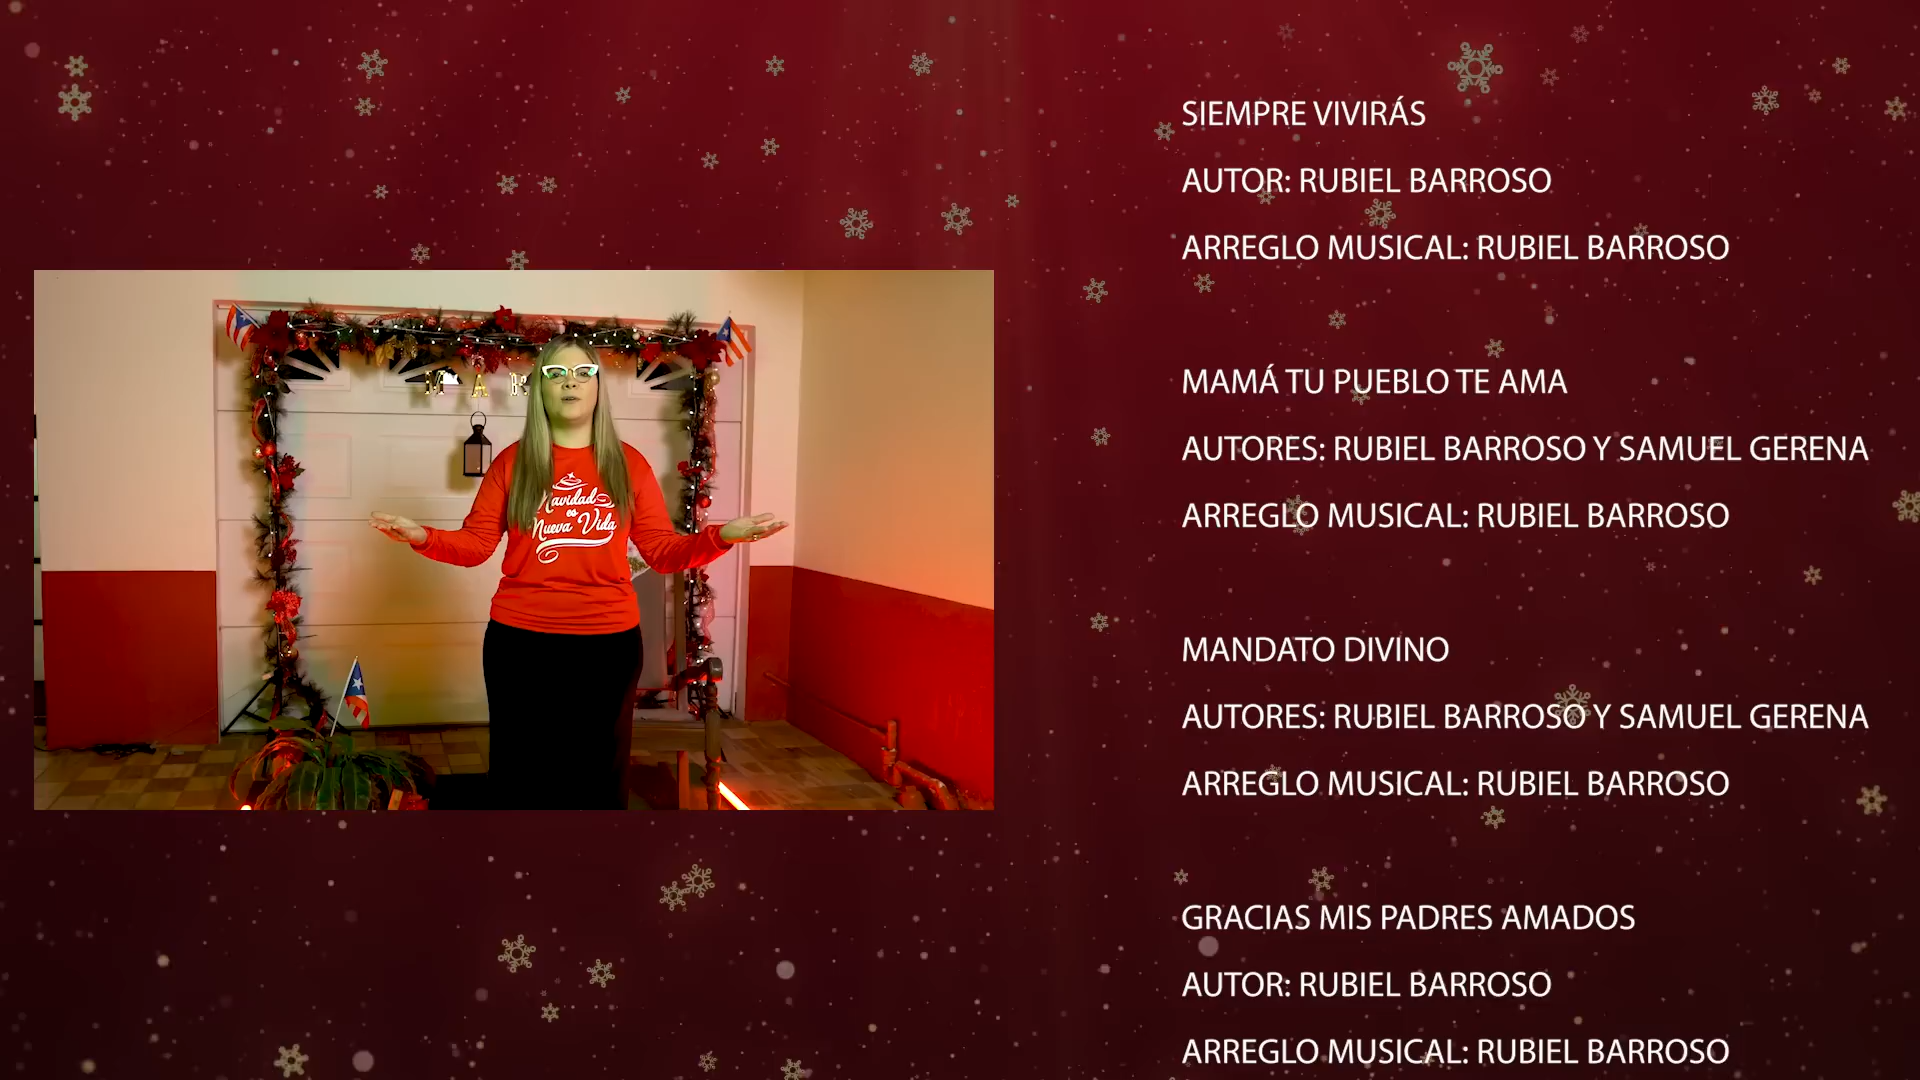 SIEMPRE VIVIRÁS
AUTOR: RUBIEL BARROSO
ARREGLO MUSICAL: RUBIEL BARROSO
MAMÁ TU PUEBLO TE AMA
AUTORES: RUBIEL BARROSO Y SAMUEL GERENA
ARREGLO MUSICAL: RUBIEL BARROSO
MANDATO DIVINO
AUTORES: RUBIEL BARROSO Y SAMUEL GERENA
ARREGLO MUSICAL: RUBIEL BARROSO
GRACIAS MIS PADRES AMADOS
AUTOR: RUBIEL BARROSO
ARREGLO MUSICAL: RUBIEL BARROSO
Navidad
es
Nueva Vida